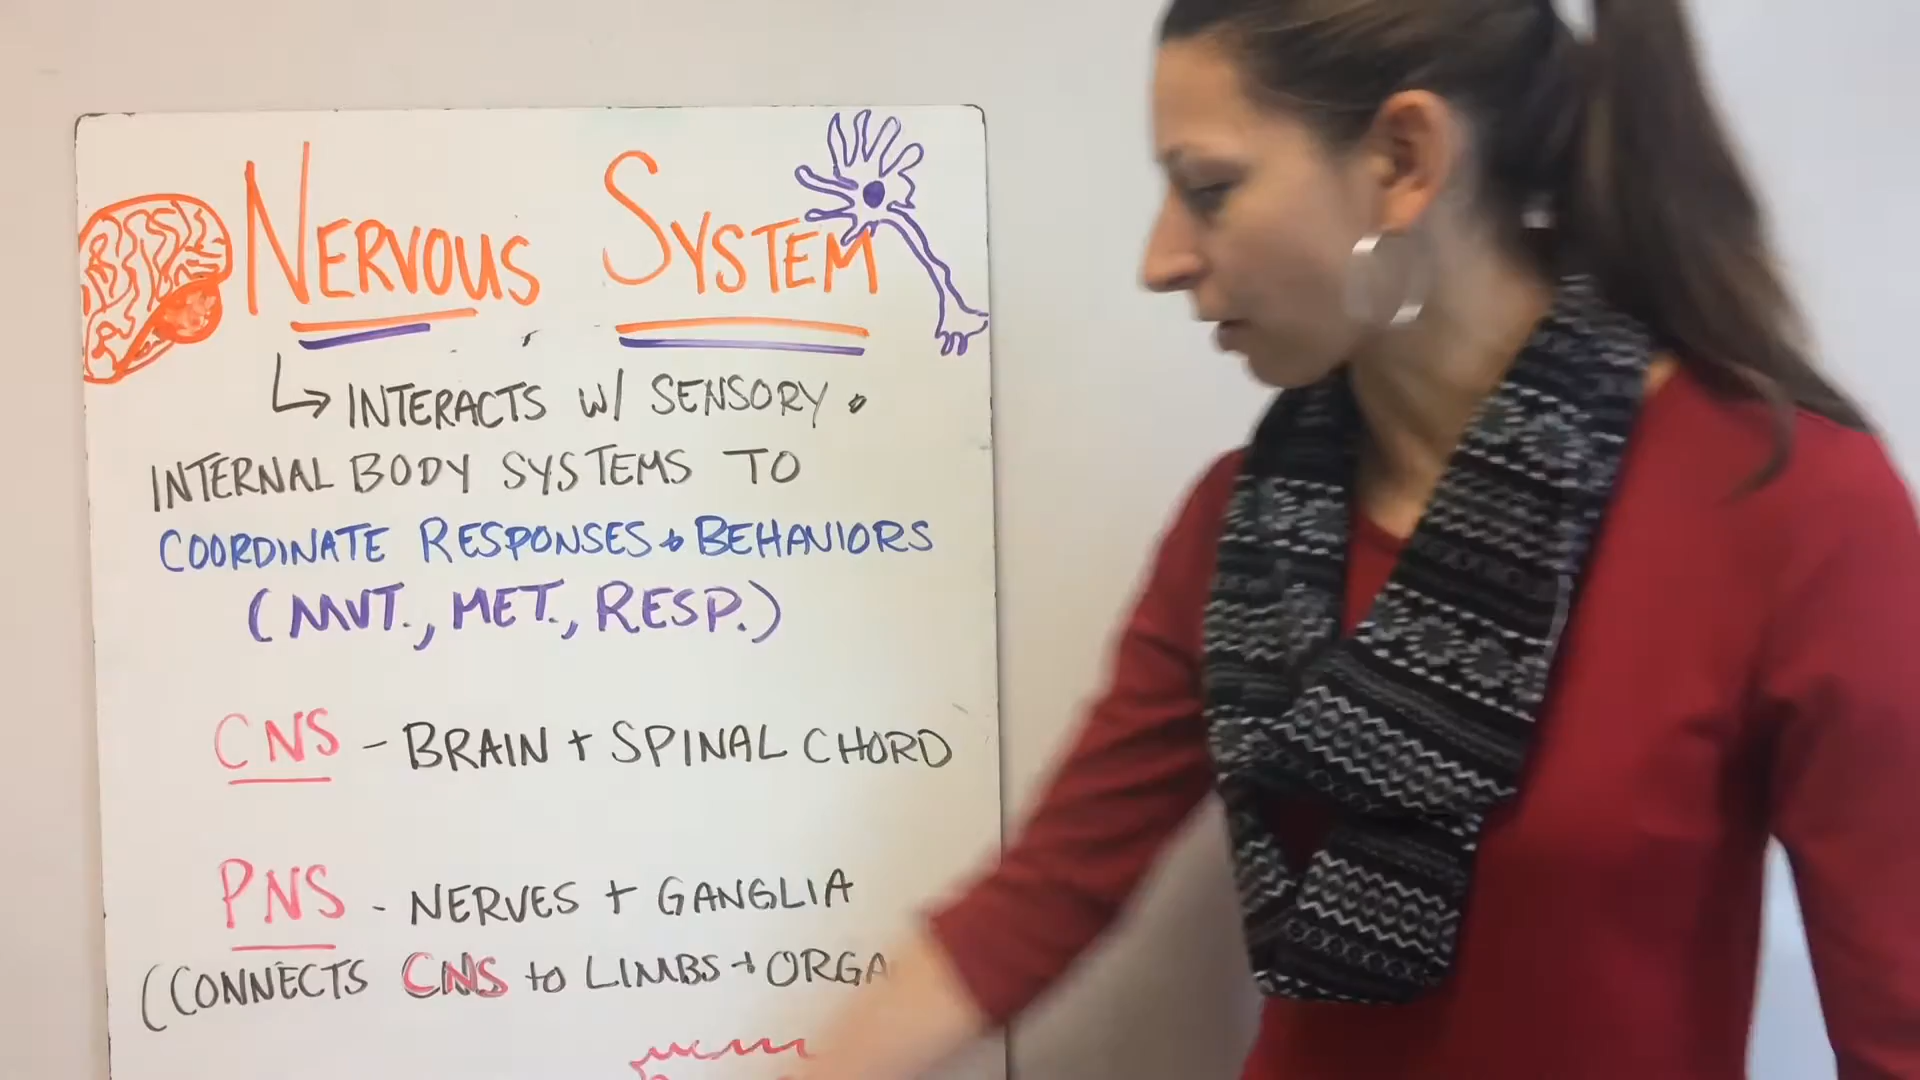 NERVOUS SYSTEM
↳ INTERACTS W/ SENSORY +
INTERNAL BODY SYSTEMS TO
COORDINATE RESPONSES + BEHAVIORS
(MVT., MET., RESP.)
CNS - BRAIN + SPINAL CHORD
PNS - NERVES + GANGLIA
(CONNECTS CNS to LIMBS +